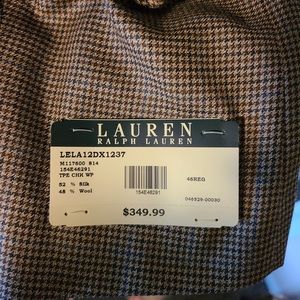 LAUREN
RALPH LAUREN
LELA12DX1237
M117600 814
154E46291
TPE CHK WP
52 % Silk
48 % Wool
46REG
154E46291
046929-00030
$349.99